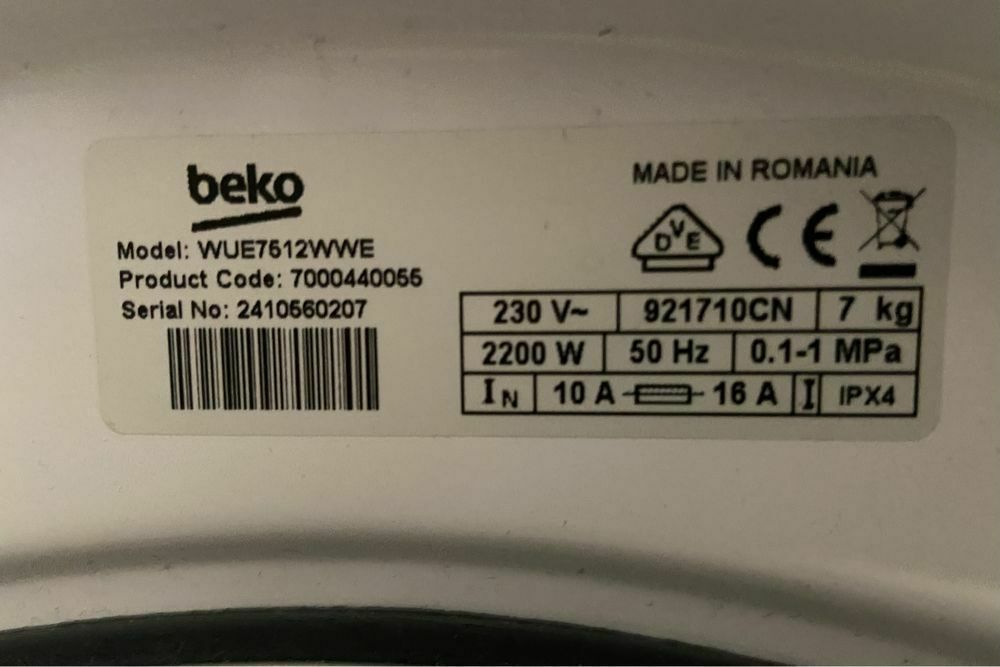 beko
Model: WUE7612WWE
Product Code: 7000440055
Serial No: 2410560207
MADE IN ROMANIA
DVE CE
230 V~ 921710CN 7 kg
2200 W 50 Hz 0.1-1 MPa
IN 10 A 16 A I IPX4